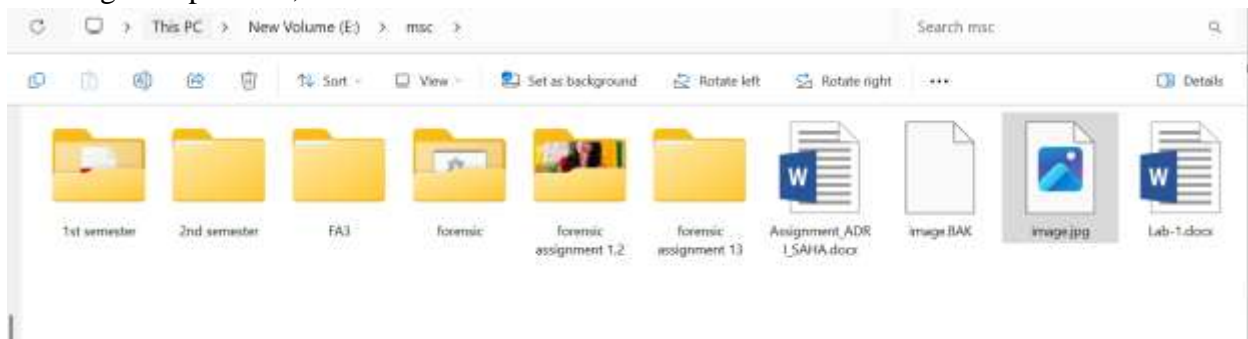 This PC > New Volume (E:) > msc >
Search msc
Sort
View
Set as background
Rotate left
Rotate right
...
Details
1st semester
2nd semester
FA3
forensic
forensic
assignment 1.2
forensic
assignment 13
Assignment_ADR
I_SAHA.docx
image.BAK
image.jpg
Lab-1.docx